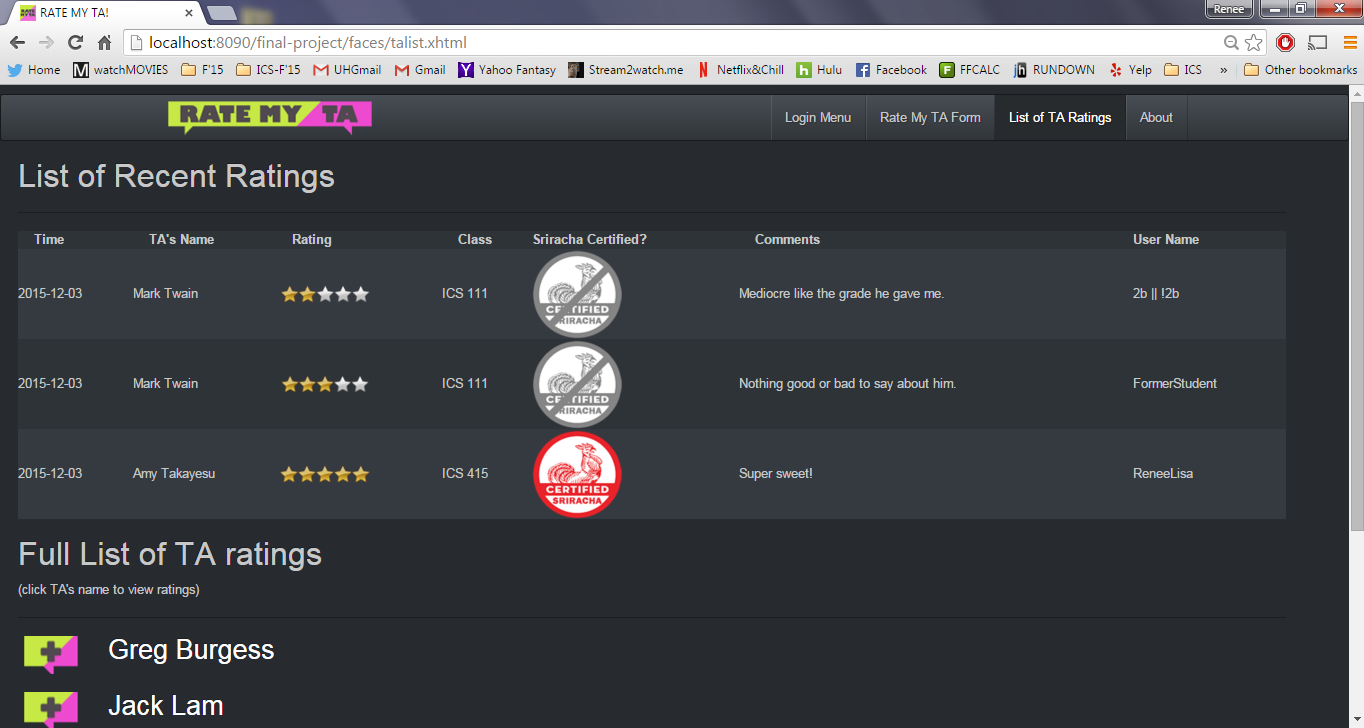 RATE MY TA!
Renee
localhost:8090/final-project/faces/talist.xhtml
Home watchMOVIES F'15 ICS-F'15 UHGmail Gmail Yahoo Fantasy Stream2watch.me Netflix&Chill Hulu Facebook FFCALC RUNDOWN Yelp ICS » Other bookmarks
RATE MY TA Login Menu Rate My TA Form List of TA Ratings About
List of Recent Ratings
Time TA's Name Rating Class Sriracha Certified? Comments User Name
2015-12-03 Mark Twain ICS 111 Mediocre like the grade he gave me. 2b || !2b
CERTIFIED
SRIRACHA
2015-12-03 Mark Twain ICS 111 Nothing good or bad to say about him. FormerStudent
CERTIFIED
SRIRACHA
2015-12-03 Amy Takayesu ICS 415 Super sweet! ReneeLisa
CERTIFIED
SRIRACHA
Full List of TA ratings
(click TA's name to view ratings)
Greg Burgess
Jack Lam